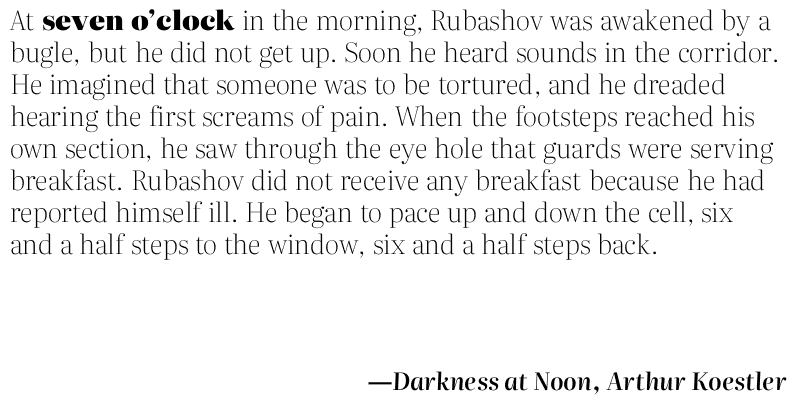 At seven o’clock in the morning, Rubashov was awakened by a
bugle, but he did not get up. Soon he heard sounds in the corridor.
He imagined that someone was to be tortured, and he dreaded
hearing the first screams of pain. When the footsteps reached his
own section, he saw through the eye hole that guards were serving
breakfast. Rubashov did not receive any breakfast because he had
reported himself ill. He began to pace up and down the cell, six
and a half steps to the window, six and a half steps back.
—Darkness at Noon, Arthur Koestler